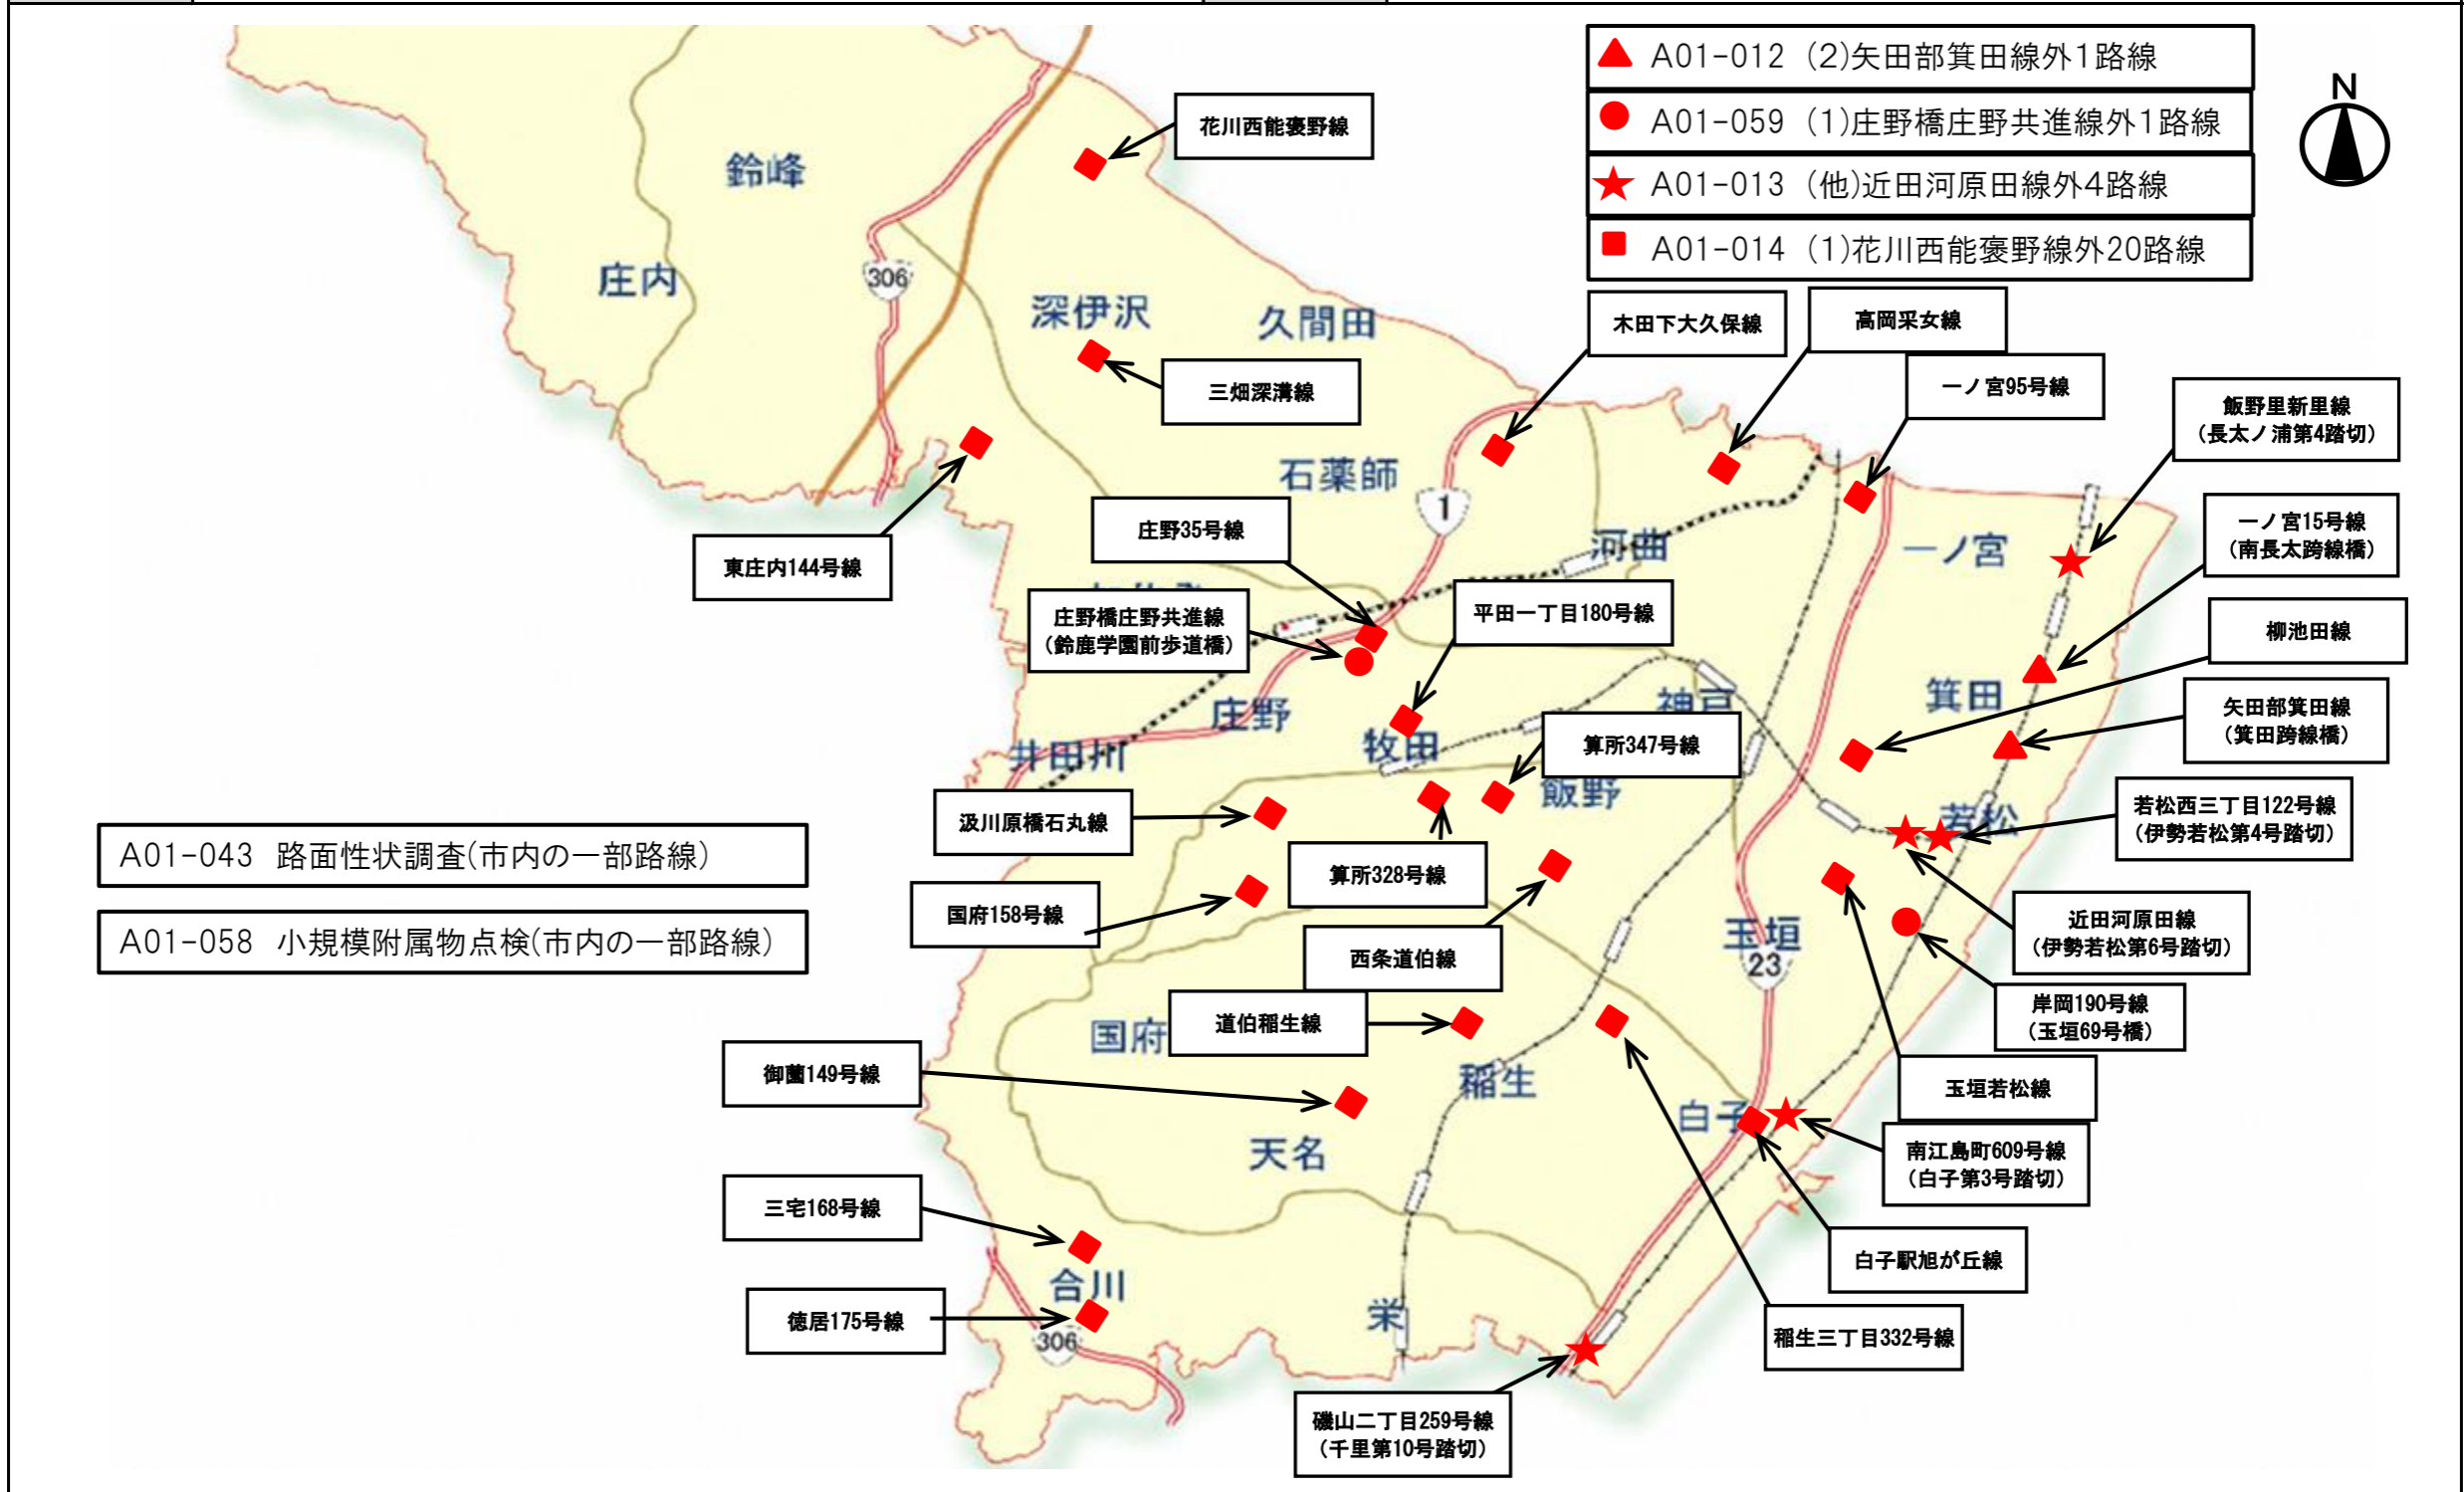 A01-012 (2)矢田部箕田線外1路線
A01-059 (1)庄野橋庄野共進線外1路線
A01-013 (他)近田河原田線外4路線
A01-014 (1)花川西能褒野線外20路線
N
花川西能褒野線
鈴峰
庄内
306
深伊沢
久間田
三畑深溝線
木田下大久保線
高岡采女線
一ノ宮95号線
飯野里新里線
(長太ノ浦第4踏切)
石薬師
1
庄野35号線
東庄内144号線
河曲
一ノ宮
一ノ宮15号線
(南長太跨線橋)
庄野橋庄野共進線
(鈴鹿学園前歩道橋)
平田一丁目180号線
柳池田線
庄野
井田川
牧田
神戸
箕田
矢田部箕田線
(箕田跨線橋)
算所347号線
飯野
汲川原橋石丸線
若松
若松西三丁目122号線
(伊勢若松第4号踏切)
A01-043 路面性状調査(市内の一部路線)
A01-058 小規模附属物点検(市内の一部路線)
算所328号線
国府158号線
西条道伯線
玉垣
23
近田河原田線
(伊勢若松第6号踏切)
岸岡190号線
(玉垣69号橋)
国府
道伯稲生線
御薗149号線
稲生
玉垣若松線
白子
天名
南江島町609号線
(白子第3号踏切)
三宅168号線
白子駅旭が丘線
合川
徳居175号線
306
栄
稲生三丁目332号線
磯山二丁目259号線
(千里第10号踏切)